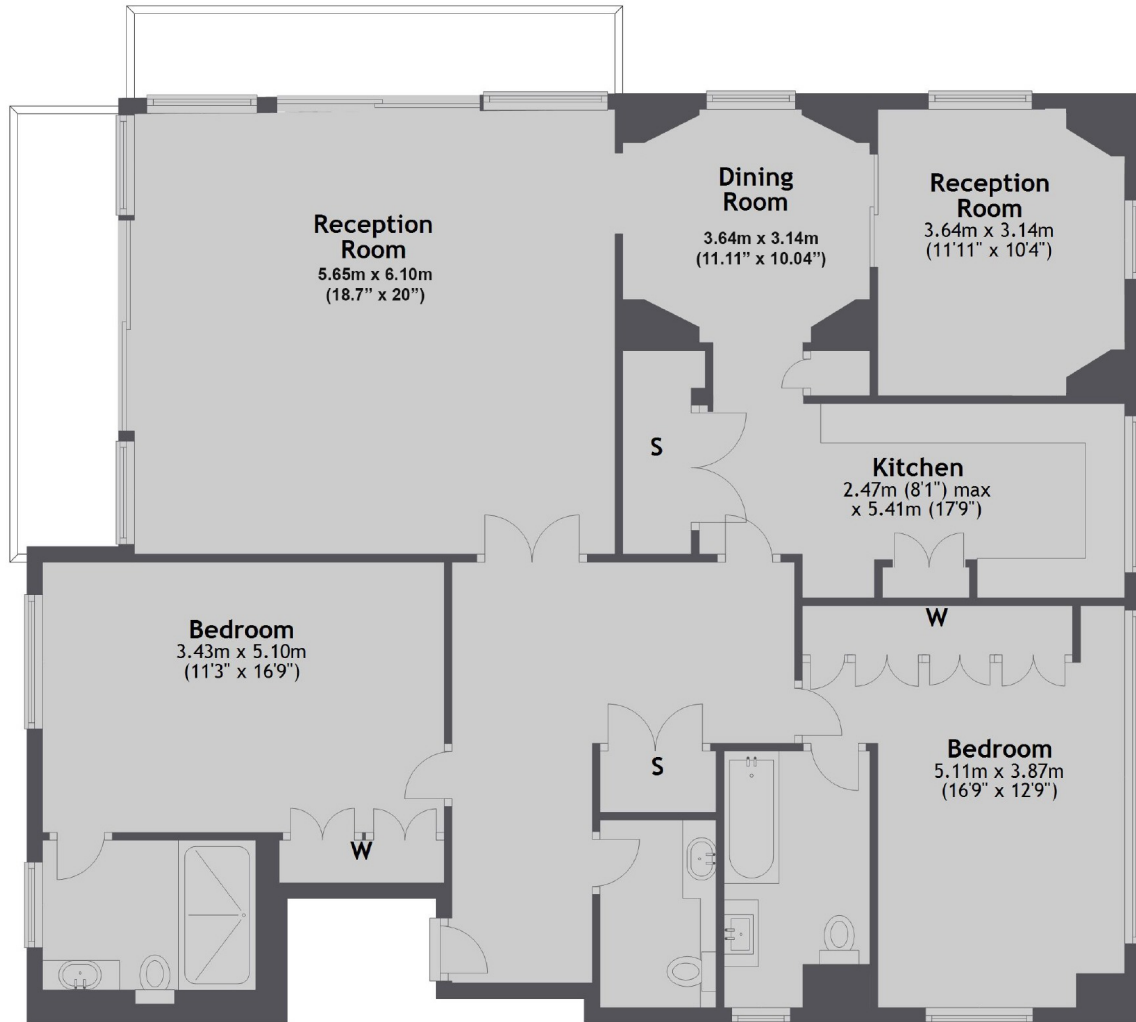 Reception
Room
5.65m x 6.10m
(18.7” x 20”)
Dining
Room
3.64m x 3.14m
(11.11” x 10.04”)
Reception
Room
3.64m x 3.14m
(11'11" x 10'4")
S
Kitchen
2.47m (8'1") max
x 5.41m (17'9")
Bedroom
3.43m x 5.10m
(11'3" x 16'9")
W
W
S
Bedroom
5.11m x 3.87m
(16'9" x 12'9")